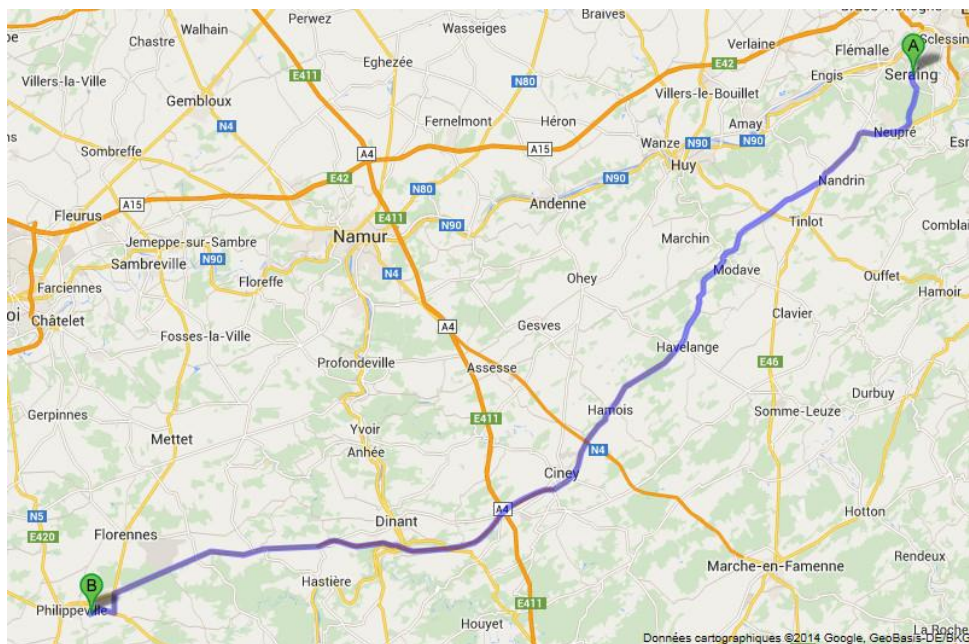 Walhain
Perwez
Wasseiges
Braives
Chastre
E411
Verlaine
E42
Flémalle
A
Sclessin
Seraing
Villers-la-Ville
Eghezée
N80
Villers-le-Bouillet
Engis
Gembloux
N4
Fernelmont
Héron
Amay
Neupré
Sombreffe
A4
A15
Wanze
N90
N90
Huy
E42
N80
N90
Nandrin
A15
Fleurus
E411
N90
Andenne
Tinlot
Jemeppe-sur-Sambre
Namur
Marchin
Sambreville
N90
Farciennes
Floreffe
N4
Ohey
Modave
Ouffet
Hamoir
Châtelet
Fosses-la-Ville
A4
Gesves
Clavier
Havelange
Profondeville
Assesse
E46
Durbuy
Gerpinnes
E411
Hamois
Somme-Leuze
Mettet
Yvoir
Anhée
N4
Ciney
N5
A4
Dinant
Hotton
Florennes
E420
Rendeux
Marche-en-Famenne
B
Hastière
Philippeville
E411
Houyet
La Roche
Données cartographiques ©2014 Google, GeoBasis-DE/BKG